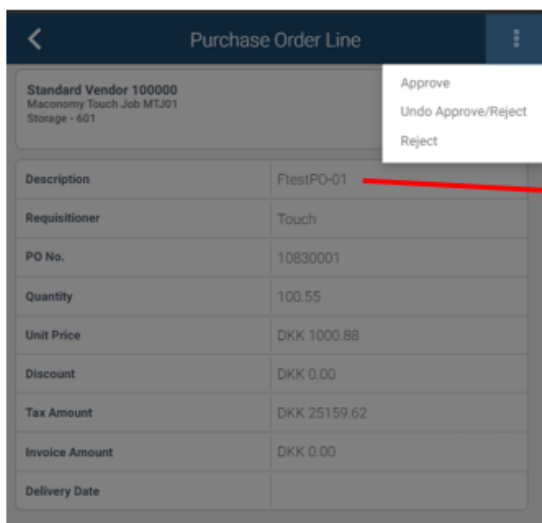 Purchase Order Line
Standard Vendor 100000
Maconomy Touch Job MTJ01
Storage - 601
Approve
Undo Approve/Reject
Reject
Description FtestPO-01
Requisitioner Touch
PO No. 10830001
Quantity 100.55
Unit Price DKK 1000.88
Discount DKK 0.00
Tax Amount DKK 25159.62
Invoice Amount DKK 0.00
Delivery Date